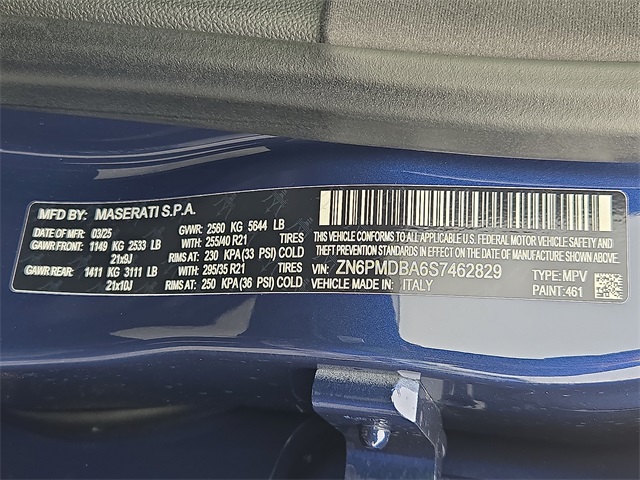 MFD BY: MASERATI S.P.A.
DATE OF MFR: 03/25 GVWR: 2560 KG 5644 LB
GAWR FRONT: 1149 KG 2533 LB WITH: 255/40 R21 TIRES
21x9J RIMS AT: 230 KPA (33 PSI) COLD
GAWR REAR: 1411 KG 3111 LB WITH: 295/35 R21 TIRES
21x10J RIMS AT: 250 KPA (36 PSI) COLD
THIS VEHICLE CONFORMS TO ALL APPLICABLE U.S. FEDERAL MOTOR VEHICLE SAFETY, BUMPER, AND
THEFT PREVENTION STANDARDS IN EFFECT ON THE DATE OF MANUFACTURE SHOWN ABOVE.
VIN: ZN6PMDBA6S7462829 TYPE: MPV
VEHICLE MADE IN: ITALY PAINT: 461